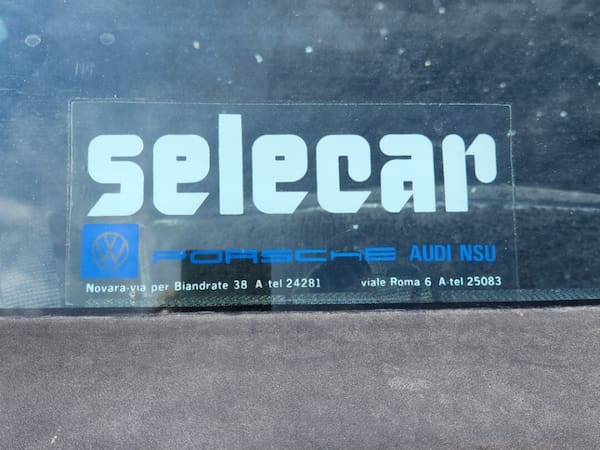 selecar
VW PORSCHE AUDI NSU
Novara-via per Biandrate 38 A-tel 24281 viale Roma 6 A-tel 25083